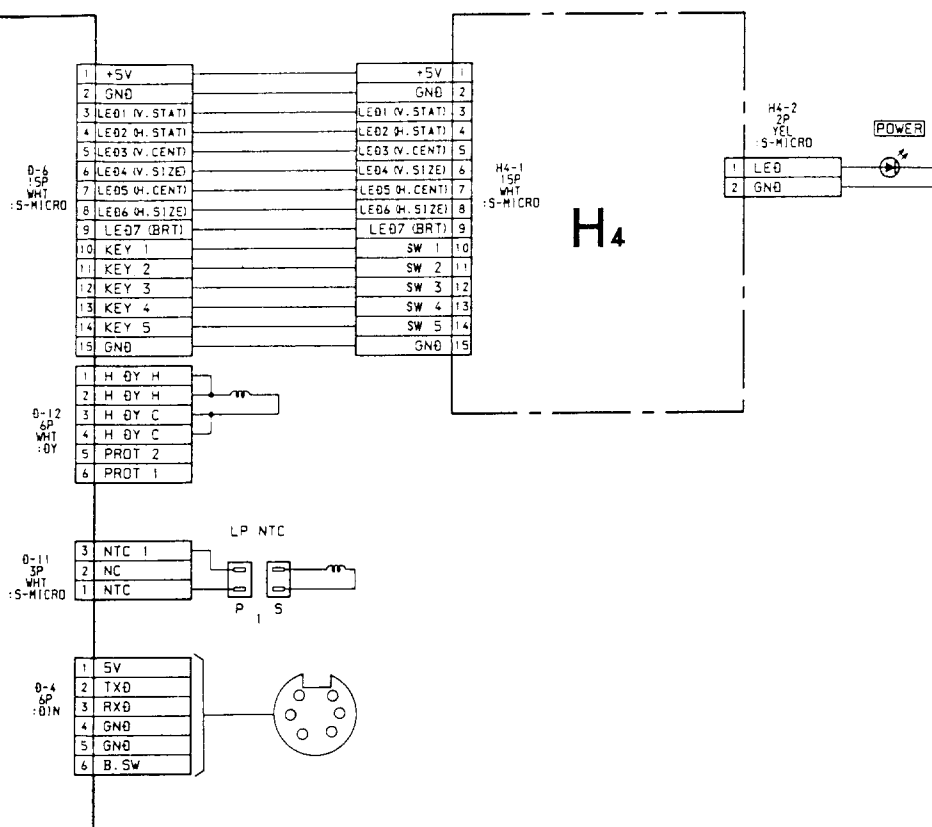 D-6
15P
WHT
:S-MICRO
1 +5V
2 GND
3 LED1 (V.STAT)
4 LED2 (H.STAT)
5 LED3 (V.CENT)
6 LED4 (V.SIZE)
7 LED5 (H.CENT)
8 LED6 (H.SIZE)
9 LED7 (BRT)
10 KEY 1
11 KEY 2
12 KEY 3
13 KEY 4
14 KEY 5
15 GND
+5V 1
GND 2
LED1 (V.STAT) 3
LED2 (H.STAT) 4
LED3 (V.CENT) 5
LED4 (V.SIZE) 6
LED5 (H.CENT) 7
LED6 (H.SIZE) 8
LED7 (BRT) 9
SW 1 10
SW 2 11
SW 3 12
SW 4 13
SW 5 14
GND 15
H4-1
15P
WHT
:S-MICRO
H4
H4-2
2P
YEL
:S-MICRO
1 LED
2 GND
POWER
D-12
6P
WHT
:DY
1 H DY H
2 H DY H
3 H DY C
4 H DY C
5 PROT 2
6 PROT 1
D-11
3P
WHT
:S-MICRO
3 NTC 1
2 NC
1 NTC
LP NTC
P S
1
D-4
6P
:DIN
1 5V
2 TXD
3 RXD
4 GND
5 GND
6 B.SW